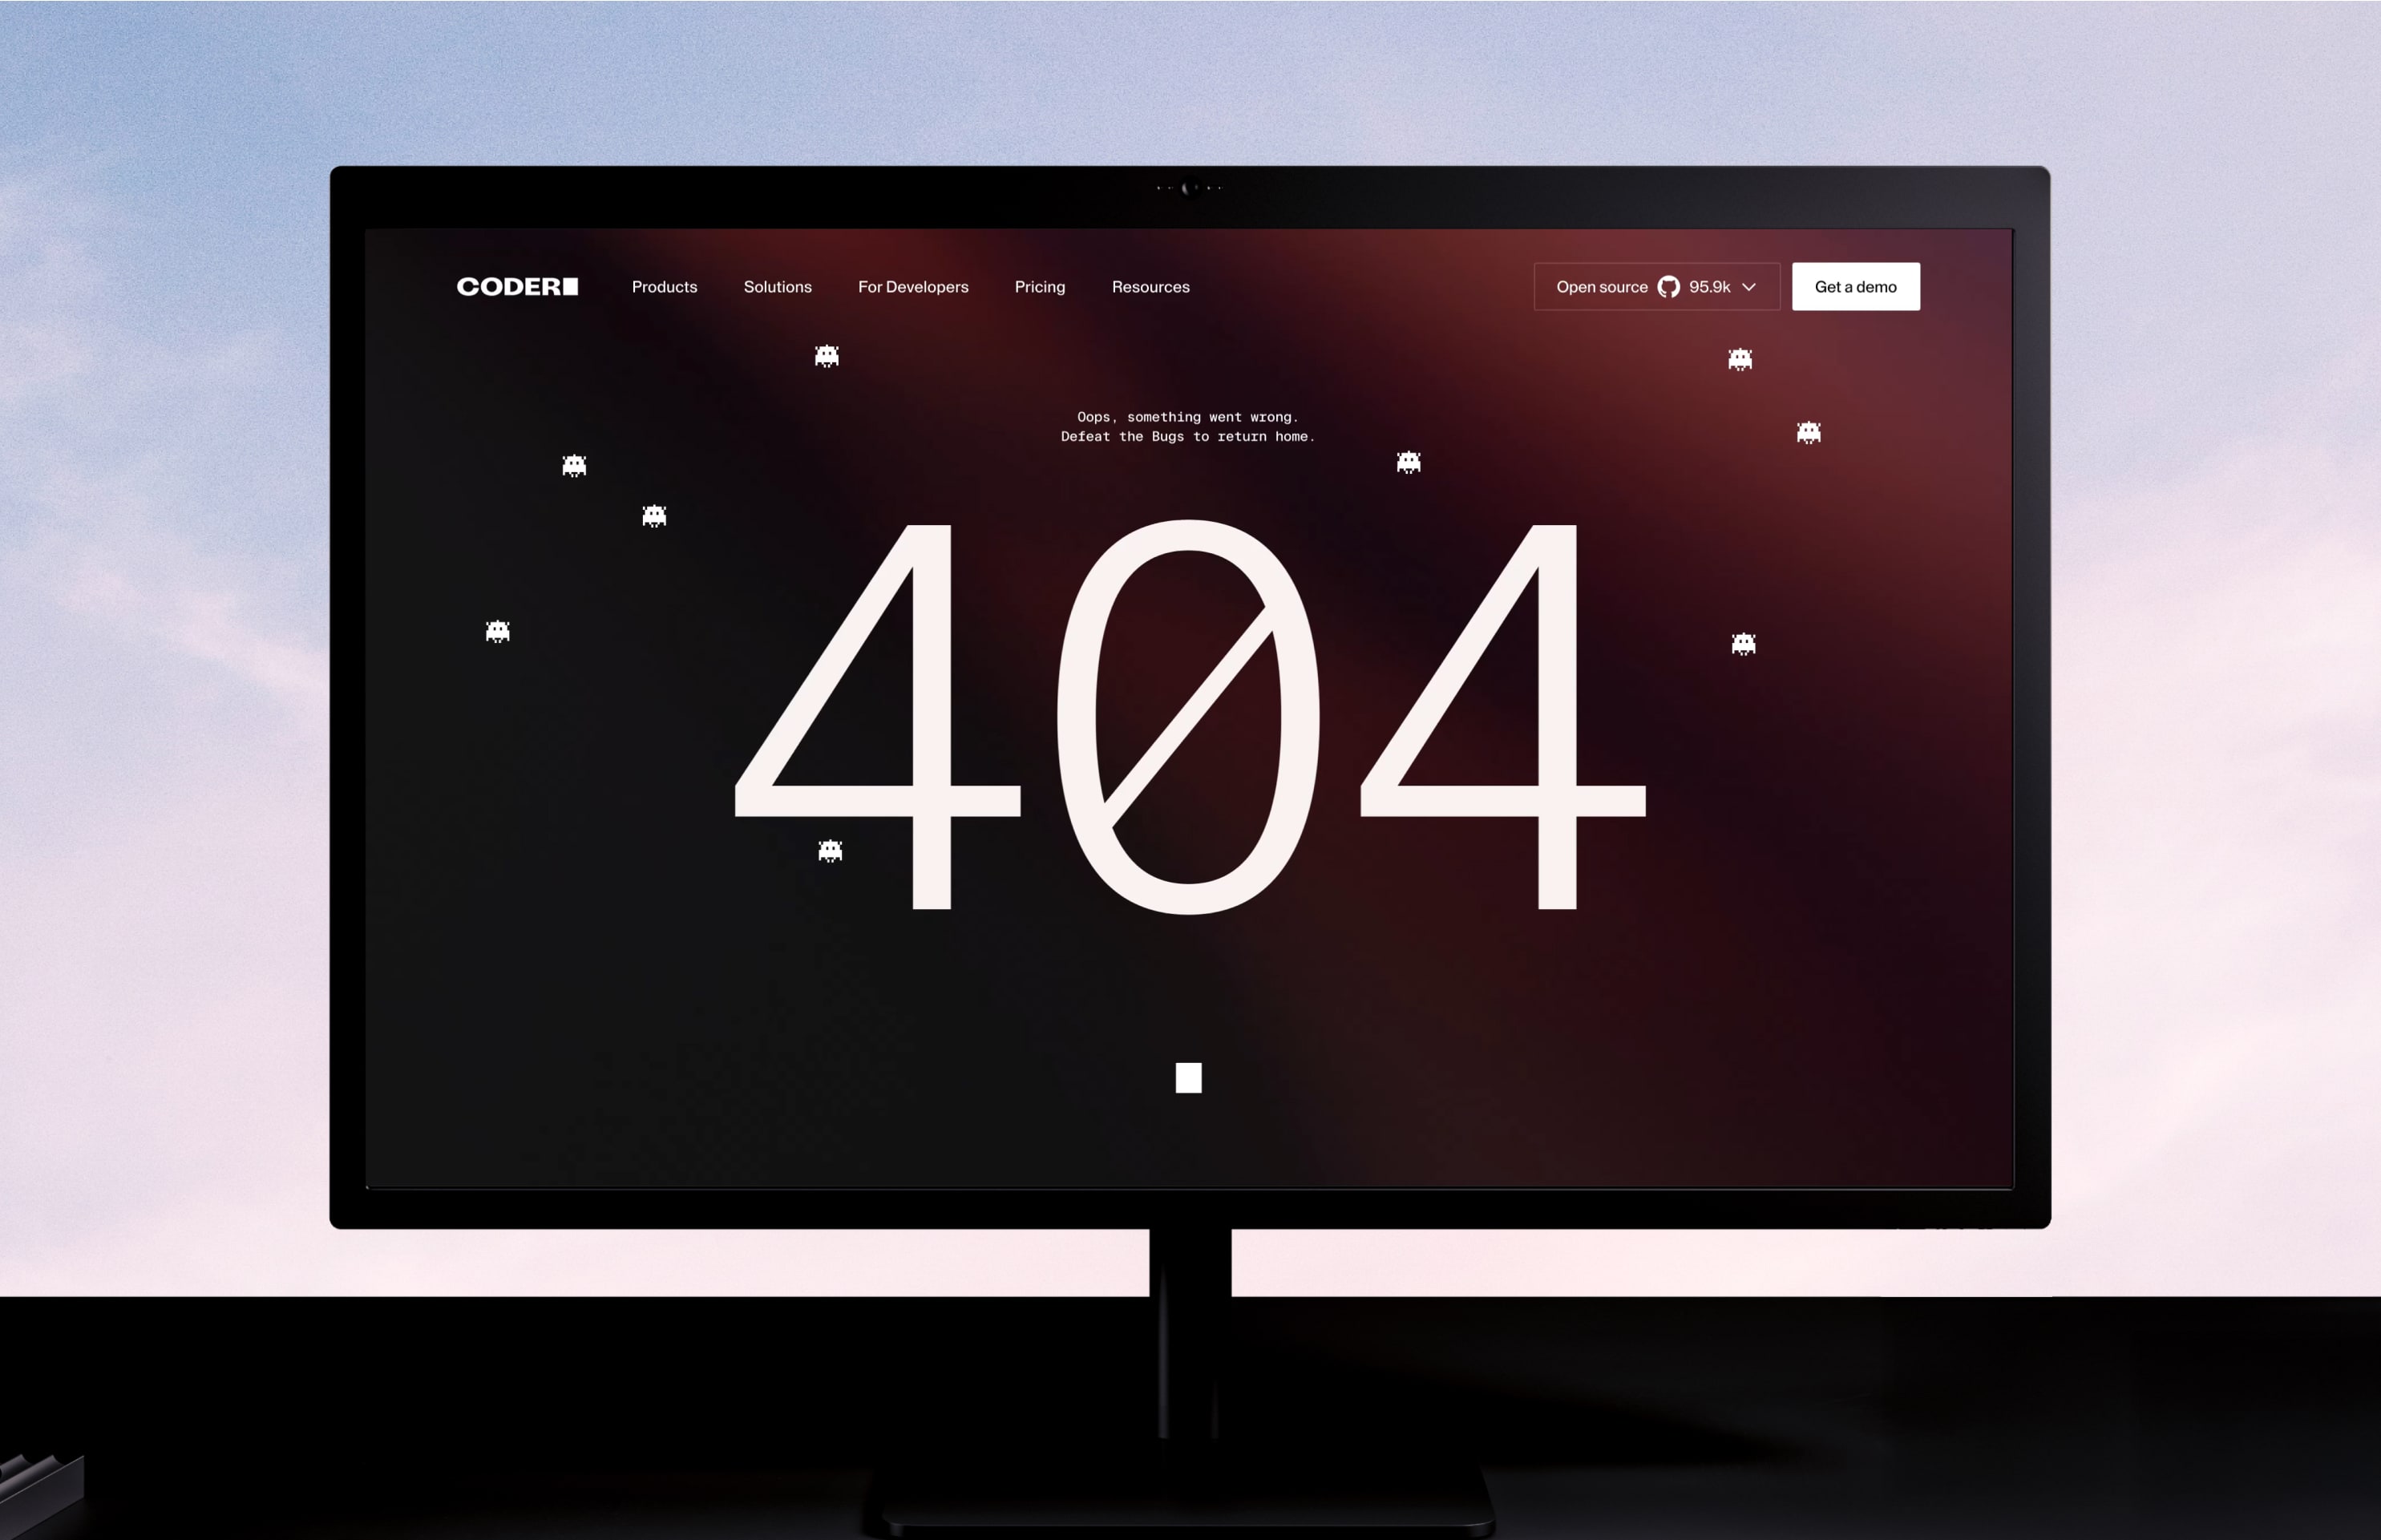 CODER
Products
Solutions
For Developers
Pricing
Resources
Open source 95.9k
Get a demo
Oops, something went wrong.
Defeat the Bugs to return home.
404